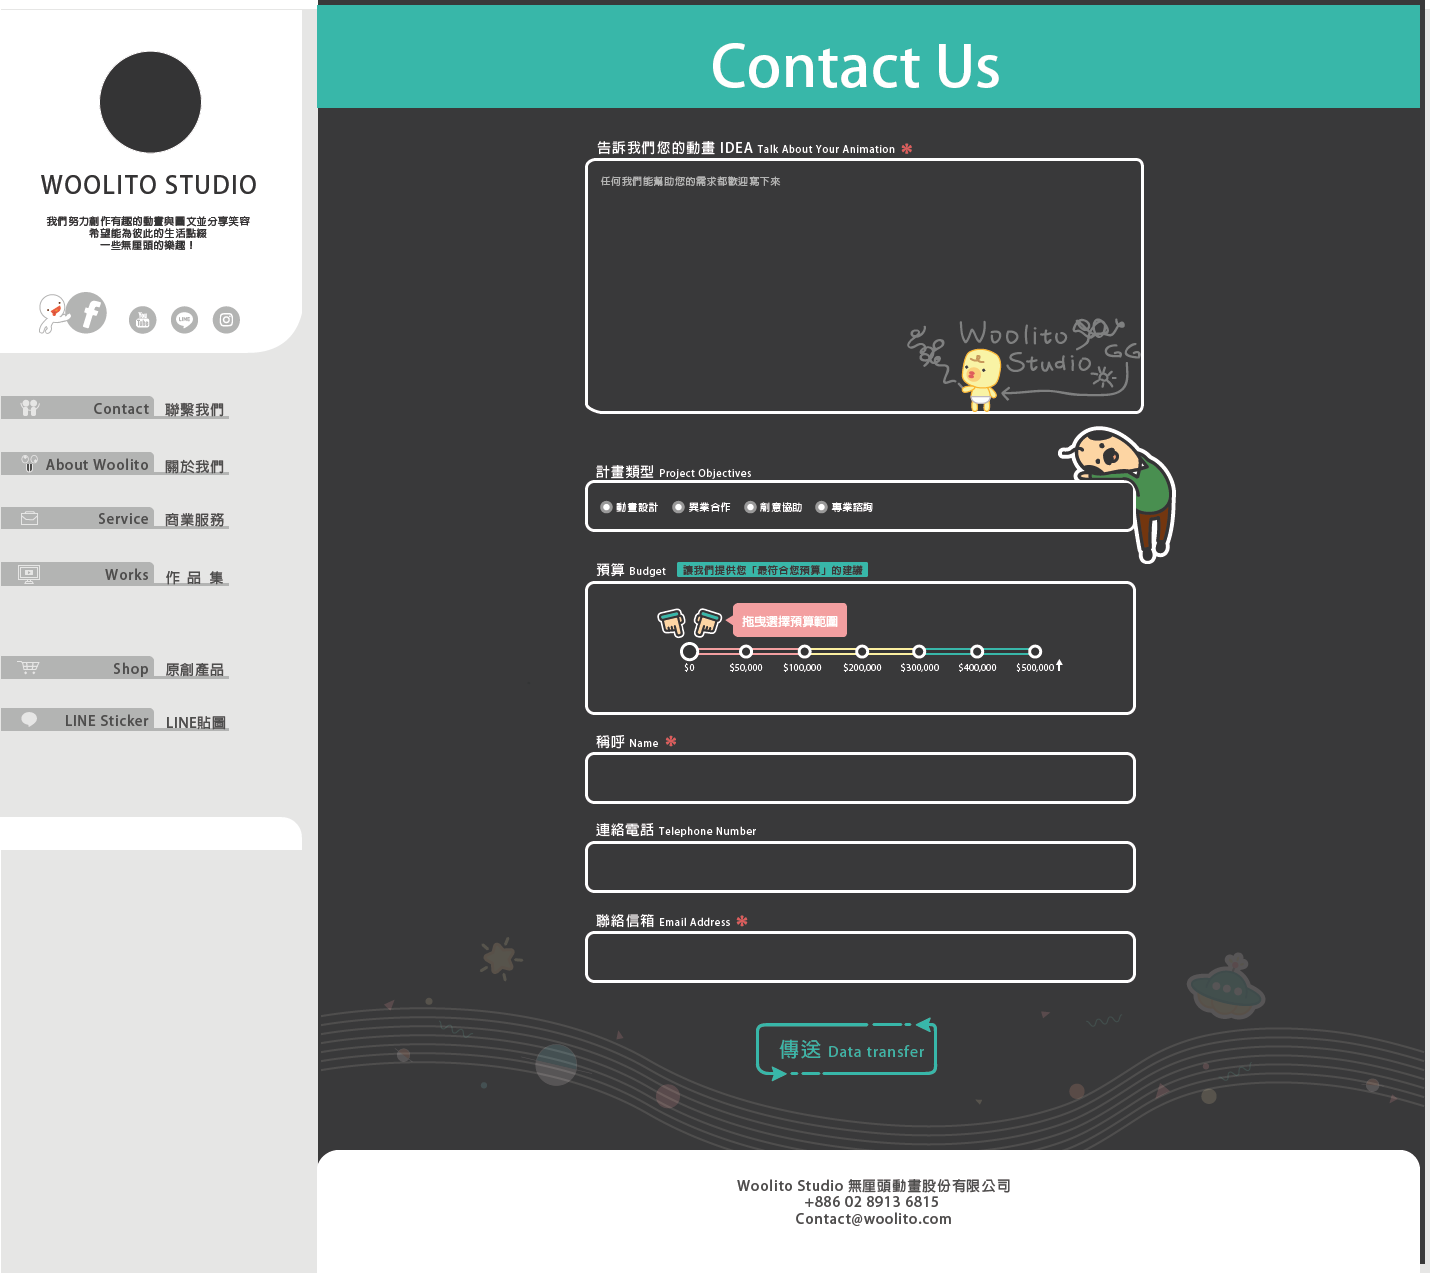 WOOLITO STUDIO
我們努力創作有趣的動畫與圖文並分享笑容
希望能為彼此的生活點綴
一些無厘頭的樂趣！
You
Tube
LINE
Contact 聯繫我們
About Woolito 關於我們
Service 商業服務
Works 作品集
Shop 原創產品
LINE Sticker LINE貼圖
Contact Us
告訴我們您的動畫 IDEA Talk About Your Animation *
任何我們能幫助您的需求都歡迎寫下來
Woolito
Studio GG
計畫類型 Project Objectives
動畫設計 異業合作 創意協助 專業諮詢
預算 Budget 讓我們提供您「最符合您預算」的建議
拖曳選擇預算範圍
$0 $50,000 $100,000 $200,000 $300,000 $400,000 $500,000
稱呼 Name *
連絡電話 Telephone Number
聯絡信箱 Email Address *
傳送 Data transfer
Woolito Studio 無厘頭動畫股份有限公司
+886 02 8913 6815
Contact@woolito.com